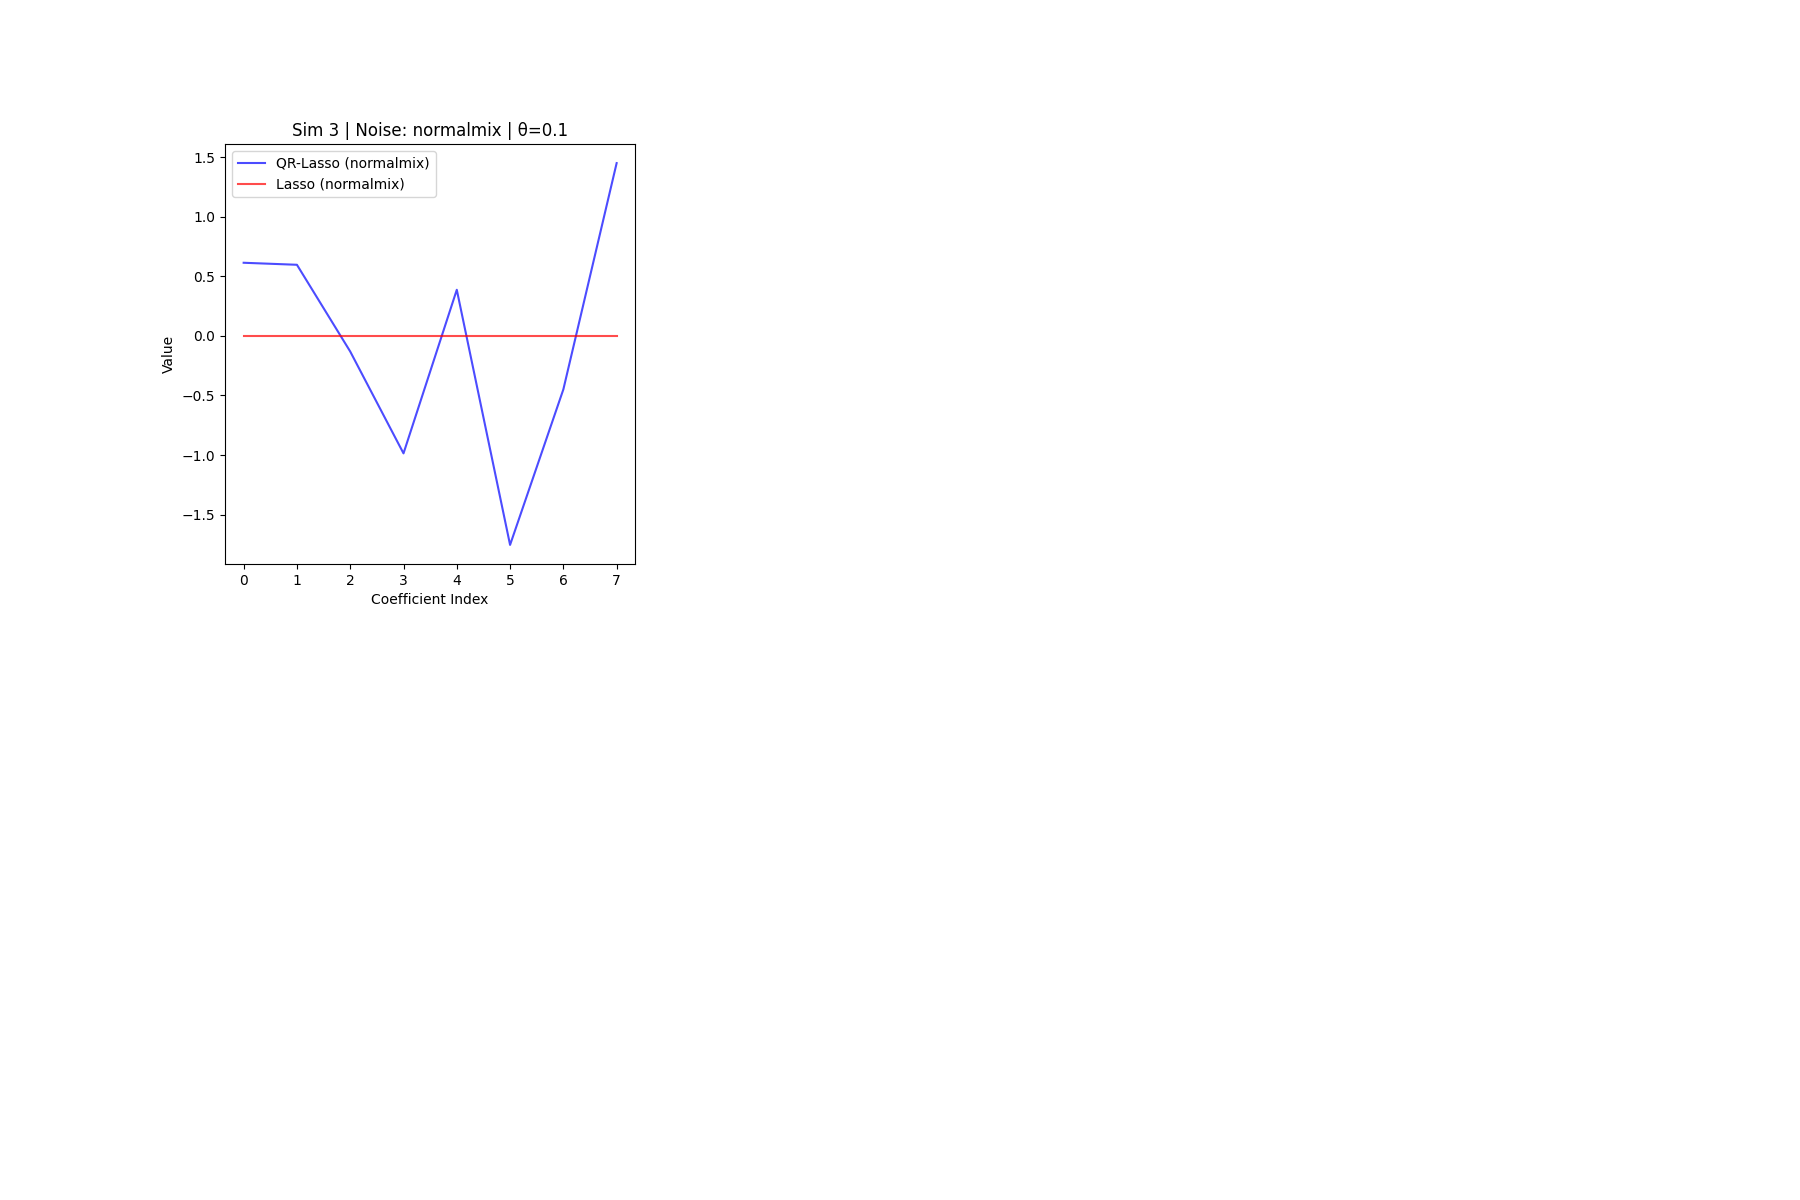 Sim 3 | Noise: normalmix | θ=0.1
QR-Lasso (normalmix)
Lasso (normalmix)
1.5
1.0
0.5
0.0
−0.5
−1.0
−1.5
Value
0 1 2 3 4 5 6 7
Coefficient Index